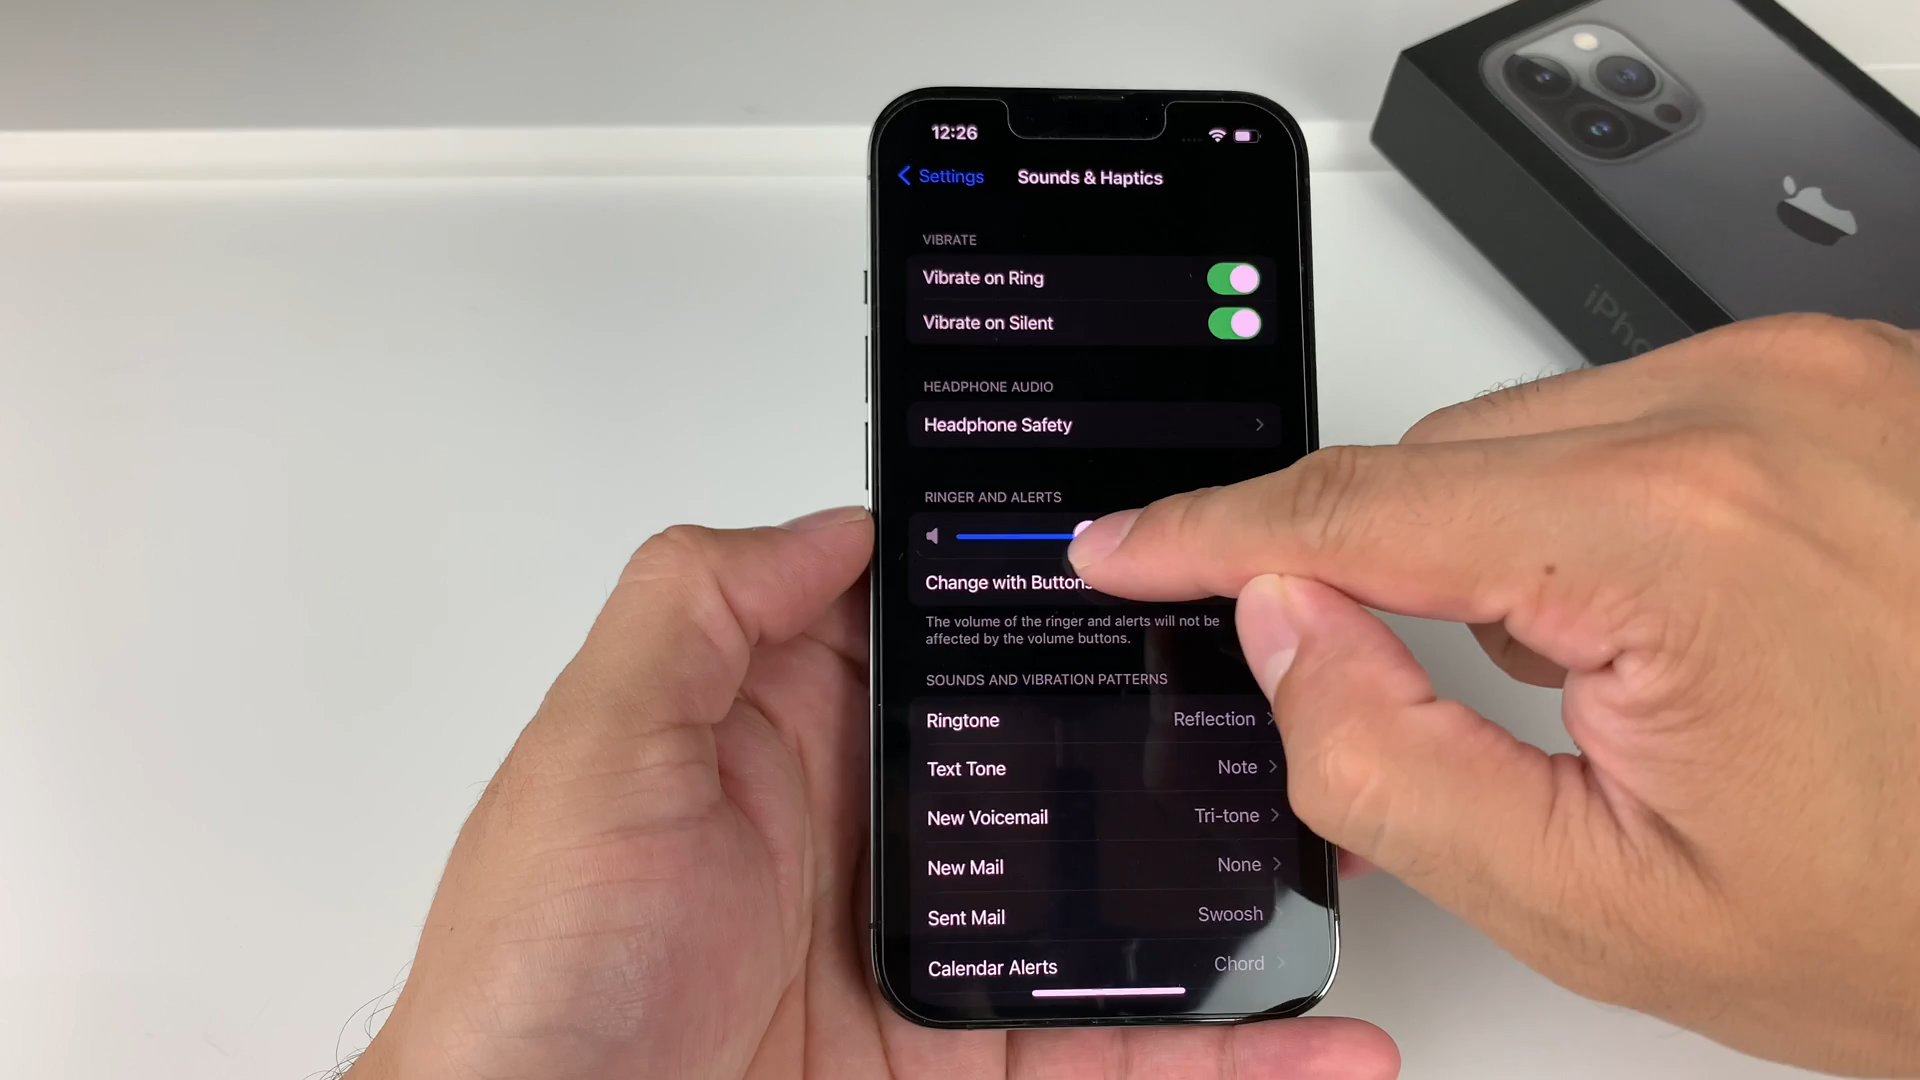 12:26
Settings
Sounds & Haptics
VIBRATE
Vibrate on Ring
Vibrate on Silent
HEADPHONE AUDIO
Headphone Safety
RINGER AND ALERTS
Change with Buttons
The volume of the ringer and alerts will not be
affected by the volume buttons.
SOUNDS AND VIBRATION PATTERNS
Ringtone Reflection
Text Tone Note
New Voicemail Tri-tone
New Mail None
Sent Mail Swoosh
Calendar Alerts Chord
iPho